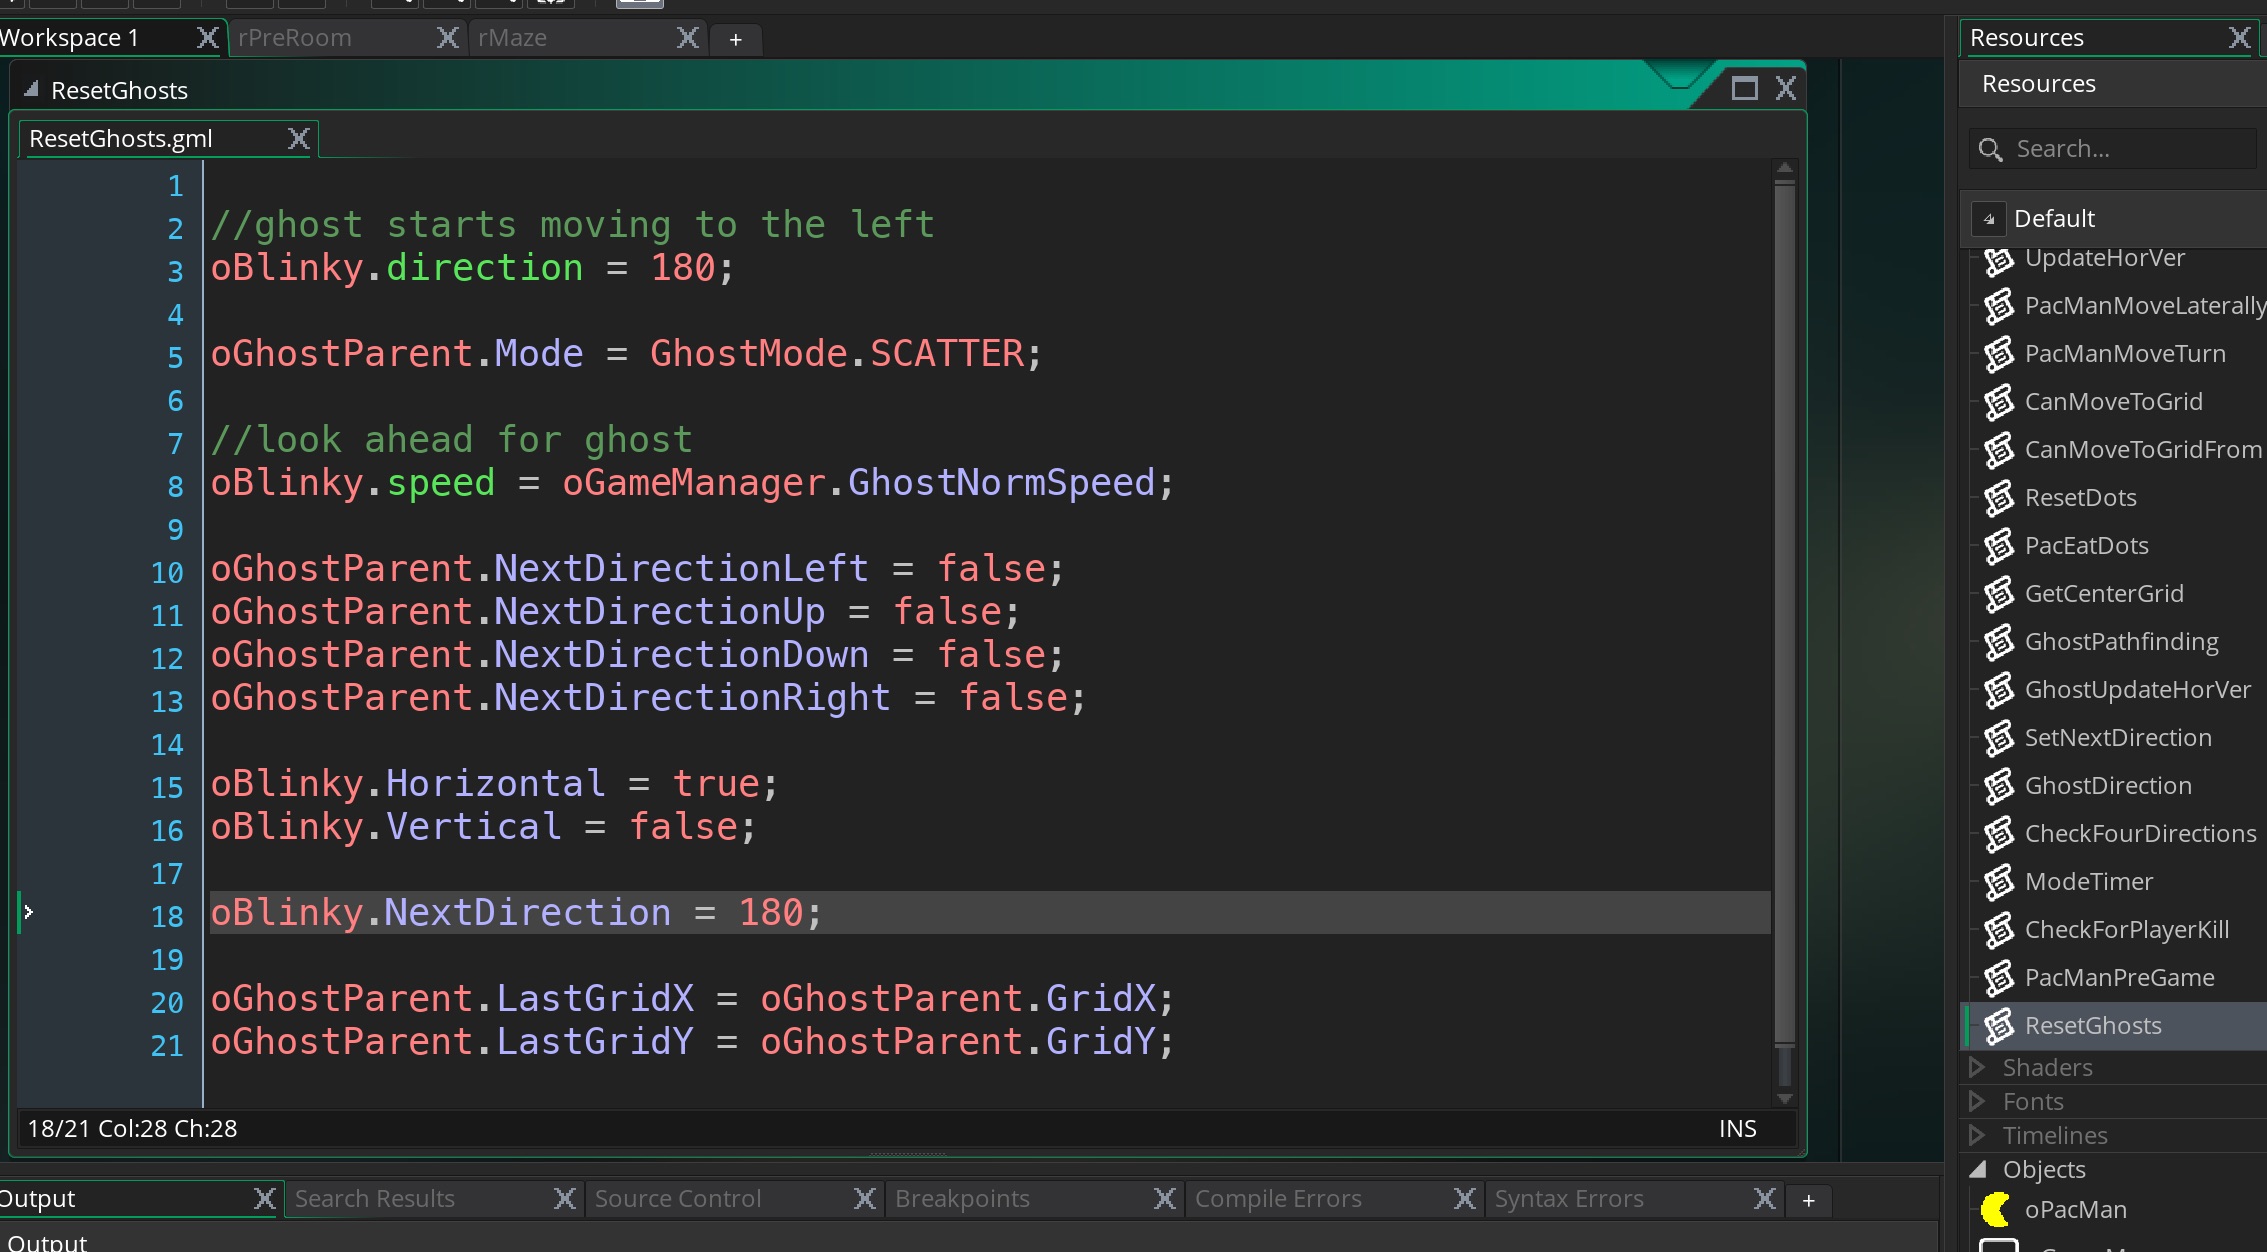 Workspace 1
rPreRoom
rMaze
+
Resources
Resources
Search...
Default
UpdateHorVer
PacManMoveLaterally
PacManMoveTurn
CanMoveToGrid
CanMoveToGridFrom
ResetDots
PacEatDots
GetCenterGrid
GhostPathfinding
GhostUpdateHorVer
SetNextDirection
GhostDirection
CheckFourDirections
ModeTimer
CheckForPlayerKill
PacManPreGame
ResetGhosts
Shaders
Fonts
Timelines
Objects
oPacMan
ResetGhosts
ResetGhosts.gml
1
2 //ghost starts moving to the left
3 oBlinky.direction = 180;
4
5 oGhostParent.Mode = GhostMode.SCATTER;
6
7 //look ahead for ghost
8 oBlinky.speed = oGameManager.GhostNormSpeed;
9
10 oGhostParent.NextDirectionLeft = false;
11 oGhostParent.NextDirectionUp = false;
12 oGhostParent.NextDirectionDown = false;
13 oGhostParent.NextDirectionRight = false;
14
15 oBlinky.Horizontal = true;
16 oBlinky.Vertical = false;
17
18 oBlinky.NextDirection = 180;
19
20 oGhostParent.LastGridX = oGhostParent.GridX;
21 oGhostParent.LastGridY = oGhostParent.GridY;
18/21 Col:28 Ch:28
INS
Output
Search Results
Source Control
Breakpoints
Compile Errors
Syntax Errors
+
Output